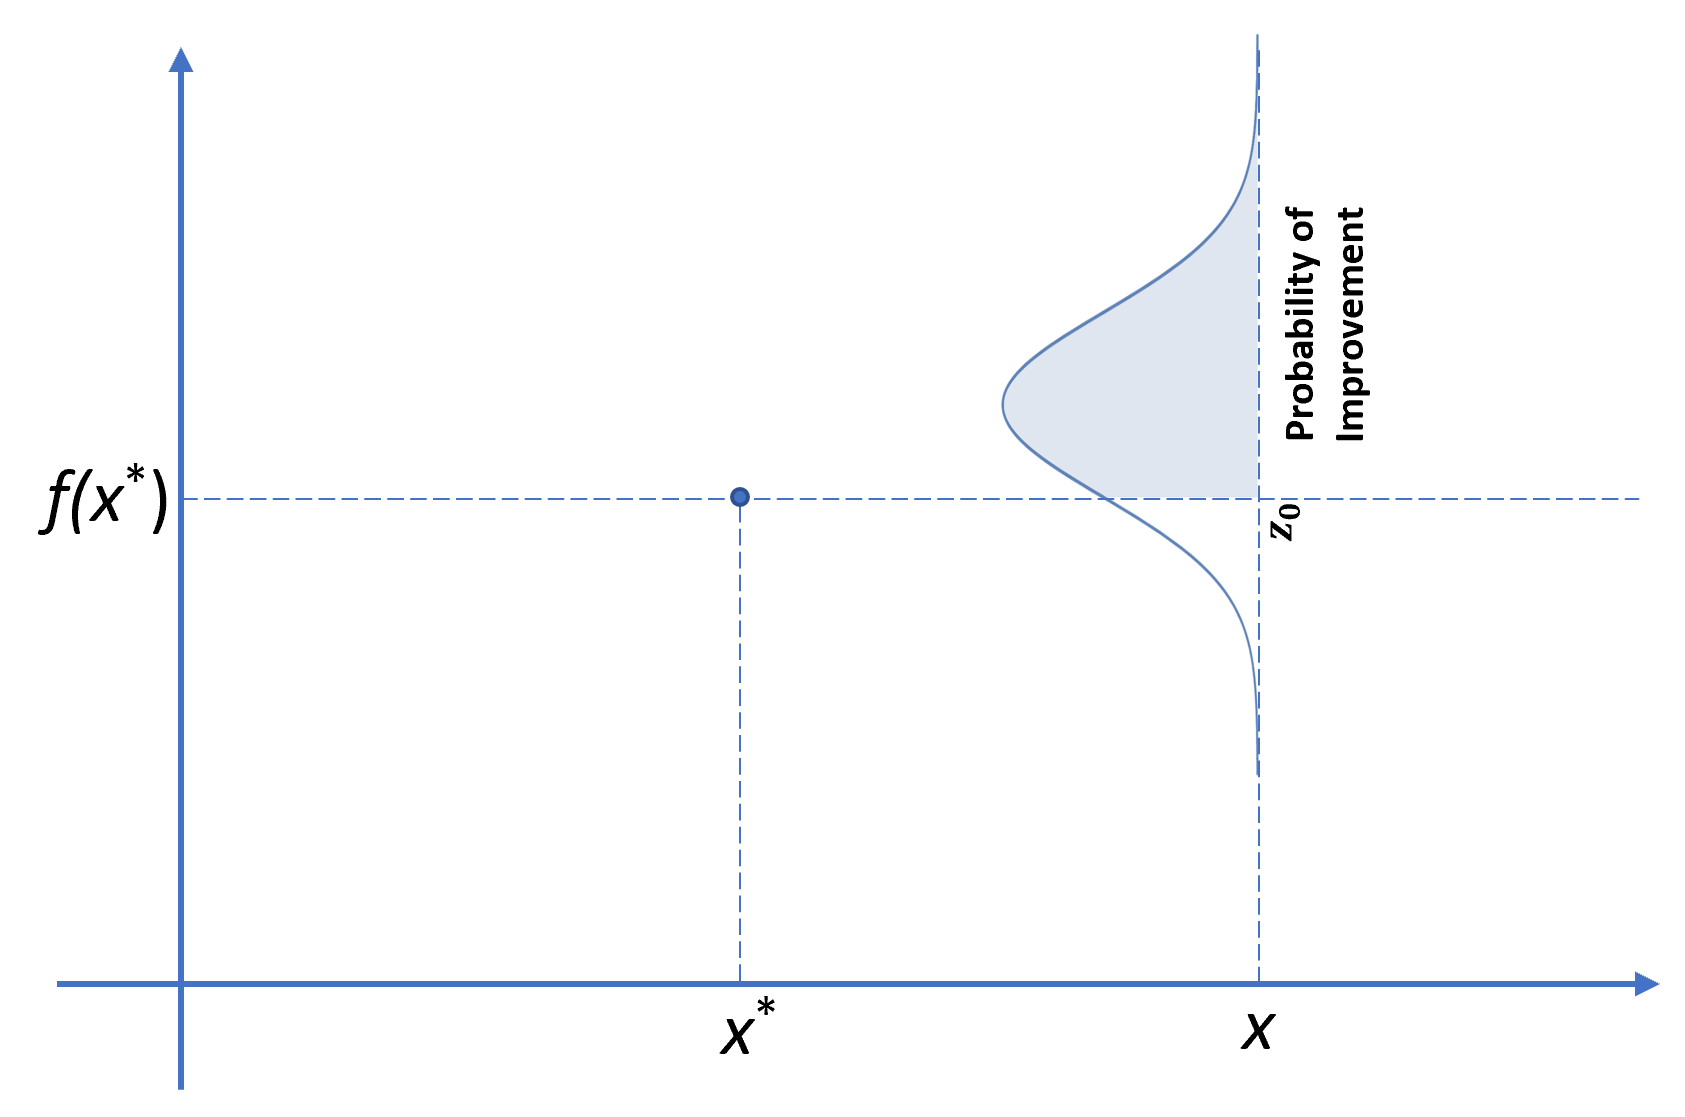 Probability of
Improvement
f(x*)
z₀
x*
x